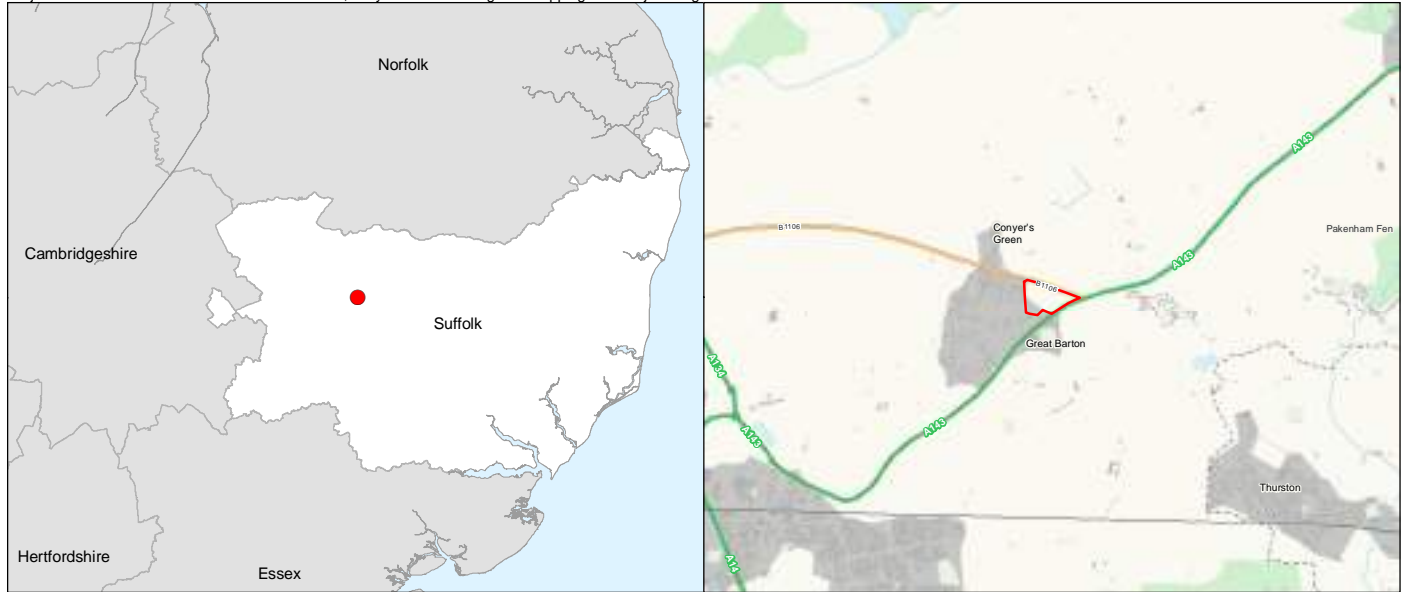 Norfolk
Cambridgeshire
Suffolk
Hertfordshire
Essex
B1106
Conyer's
Green
B1106
A143
A143
Pakenham Fen
Great Barton
A134
A143
A143
Thurston
A14